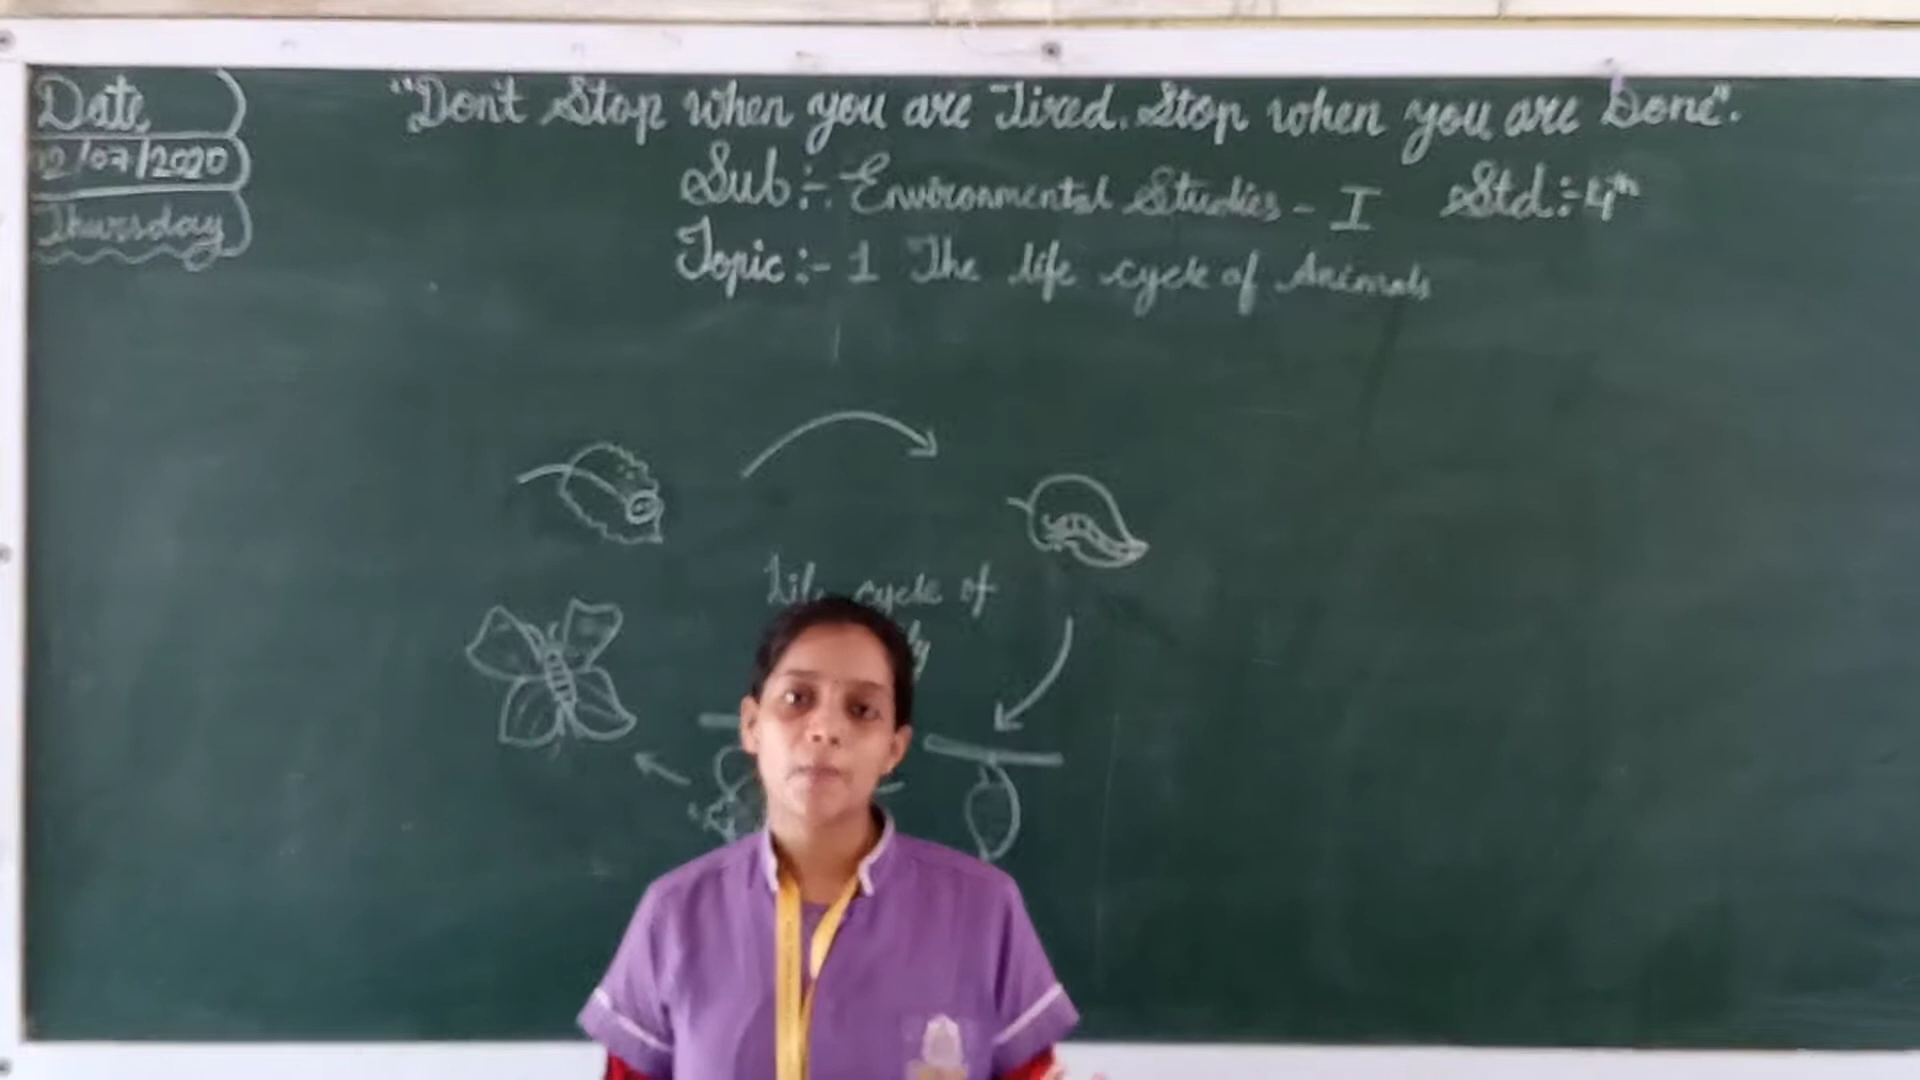 Date
02/07/2020
Thursday
"Don't Stop when you are Tired. Stop when you are Done".
Sub:- Environmental Studies - I Std:- 4th
Topic:- 1 The life cycle of Animals
Life cycle of